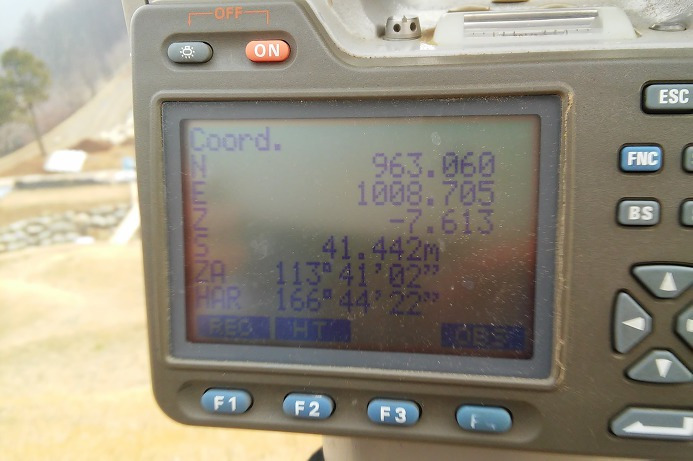 OFF
ON
ESC
Coord.
N 963.060
FNC
E 1008.705
BS
Z -7.613
S 41.442m
ZA 113°41'02"
HAR 166°44'22"
REC HT OBS
F1 F2 F3